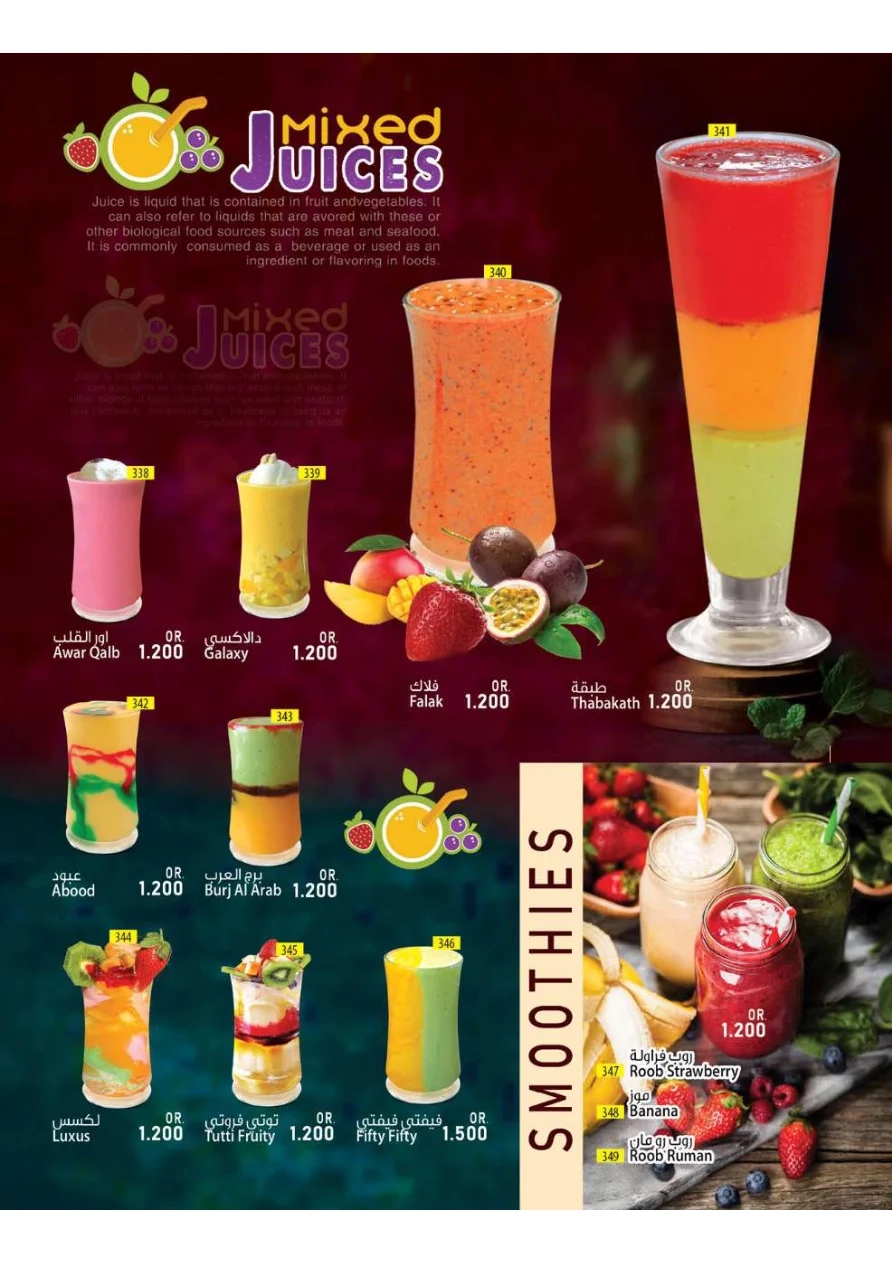 Mixed
JUICES
Juice is liquid that is contained in fruit andvegetables. It
can also refer to liquids that are avored with these or
other biological food sources such as meat and seafood.
It is commonly consumed as a beverage or used as an
ingredient or flavoring in foods.
341
340
Mixed
JUICES
338
339
اور القلب
Awar Qalb
OR.
1.200
دالاكسي
Galaxy
OR.
1.200
فلاك
Falak
OR.
1.200
طبقة
Thabakath
OR.
1.200
342
343
عبود
Abood
OR.
1.200
برج العرب
Burj Al Arab
OR.
1.200
344
345
346
لكسس
Luxus
OR.
1.200
توتي فروتي
Tutti Fruity
OR.
1.200
فيفتي فيفتي
Fifty Fifty
OR.
1.500
SMOOTHIES
OR.
1.200
روب فراولة
347 Roob Strawberry
موز
348 Banana
روب رومان
349 Roob Ruman